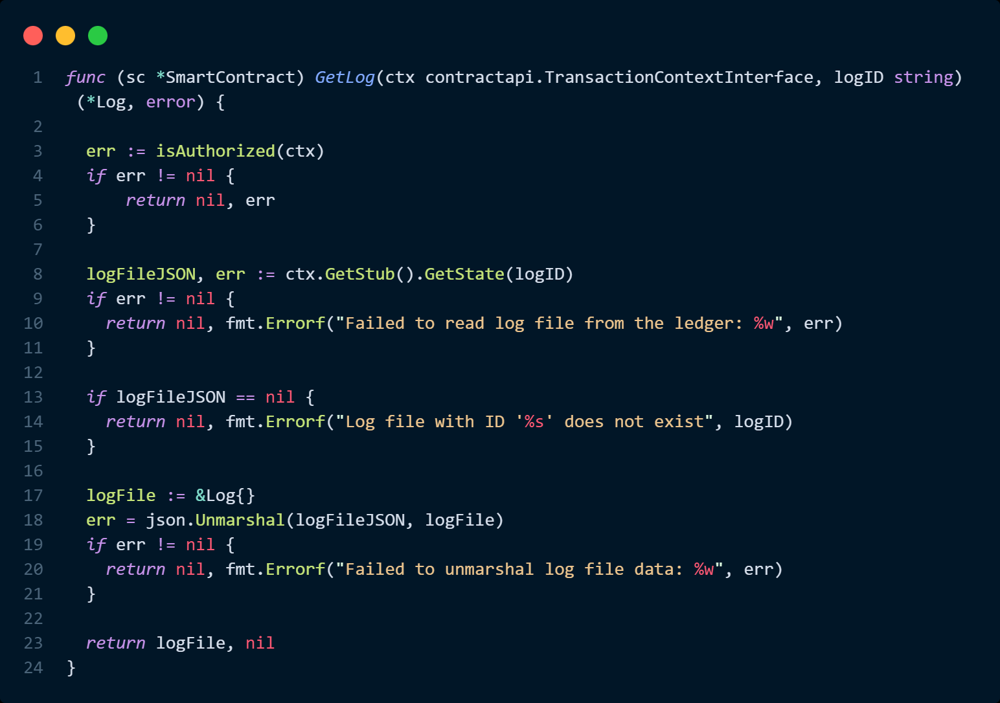 1 func (sc *SmartContract) GetLog(ctx contractapi.TransactionContextInterface, logID string)
(*Log, error) {
2
3 err := isAuthorized(ctx)
4 if err != nil {
5 return nil, err
6 }
7
8 logFileJSON, err := ctx.GetStub().GetState(logID)
9 if err != nil {
10 return nil, fmt.Errorf("Failed to read log file from the ledger: %w", err)
11 }
12
13 if logFileJSON == nil {
14 return nil, fmt.Errorf("Log file with ID '%s' does not exist", logID)
15 }
16
17 logFile := &Log{}
18 err = json.Unmarshal(logFileJSON, logFile)
19 if err != nil {
20 return nil, fmt.Errorf("Failed to unmarshal log file data: %w", err)
21 }
22
23 return logFile, nil
24 }